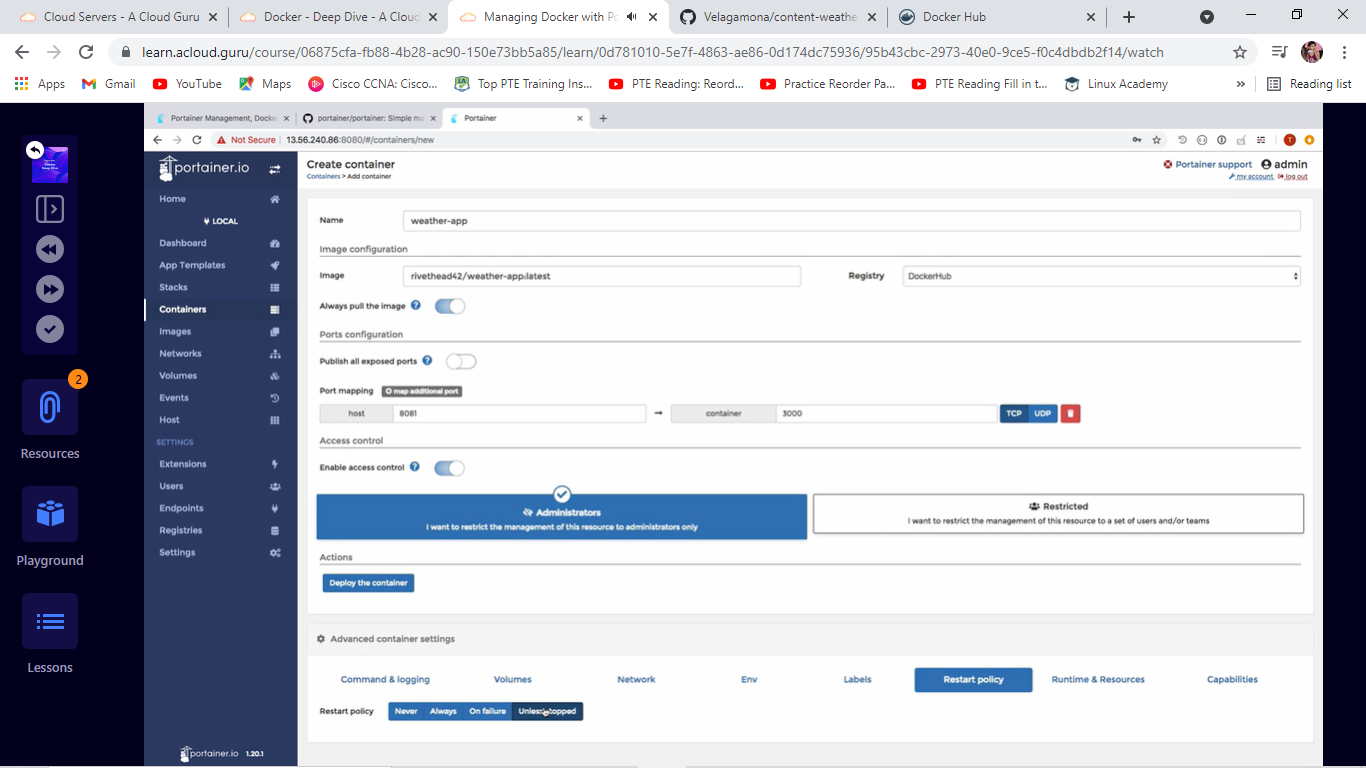 Cloud Servers - A Cloud Guru
Docker - Deep Dive - A Cloud
Managing Docker with Po
Velagamona/content-weathe
Docker Hub
learn.acloud.guru/course/06875cfa-fb88-4b28-ac90-150e73bb5a85/learn/0d781010-5e7f-4863-ae86-0d174dc75936/95b43cbc-2973-40e0-9ce5-f0c4dbdb2f14/watch
Apps Gmail YouTube Maps Cisco CCNA: Cisco... Top PTE Training Ins... PTE Reading: Reord... Practice Reorder Pa... PTE Reading Fill in t... Linux Academy » Reading list
Portainer Management, Docke
portainer/portainer: Simple ma
Portainer
Not Secure 13.56.240.86:8080/#/containers/new
2
Resources
Playground
Lessons
portainer.io
Home
LOCAL
Dashboard
App Templates
Stacks
Containers
Images
Networks
Volumes
Events
Host
SETTINGS
Extensions
Users
Endpoints
Registries
Settings
portainer.io 1.20.1
Create container
Containers > Add container
Portainer support admin
my account log out
Name weather-app
Image configuration
Image rivethead42/weather-app:latest Registry DockerHub
Always pull the image
Ports configuration
Publish all exposed ports
Port mapping map additional port
host 8081 → container 3000 TCP UDP
Access control
Enable access control
Administrators
I want to restrict the management of this resource to administrators only
Restricted
I want to restrict the management of this resource to a set of users and/or teams
Actions
Deploy the container
Advanced container settings
Command & logging Volumes Network Env Labels Restart policy Runtime & Resources Capabilities
Restart policy Never Always On failure Unless stopped